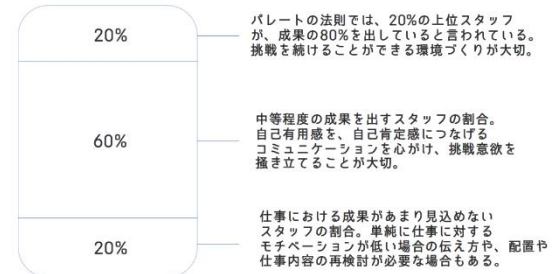 20%
パレートの法則では、20%の上位スタッフ
が、成果の80%を出していると言われている。
挑戦を続けることができる環境づくりが大切。
60%
中等程度の成果を出すスタッフの割合。
自己有用感を、自己肯定感につなげる
コミュニケーションを心がけ、挑戦意欲を
掻き立てることが大切。
20%
仕事における成果があまり見込めない
スタッフの割合。単純に仕事に対する
モチベーションが低い場合の伝え方や、配置や
仕事内容の再検討が必要な場合もある。